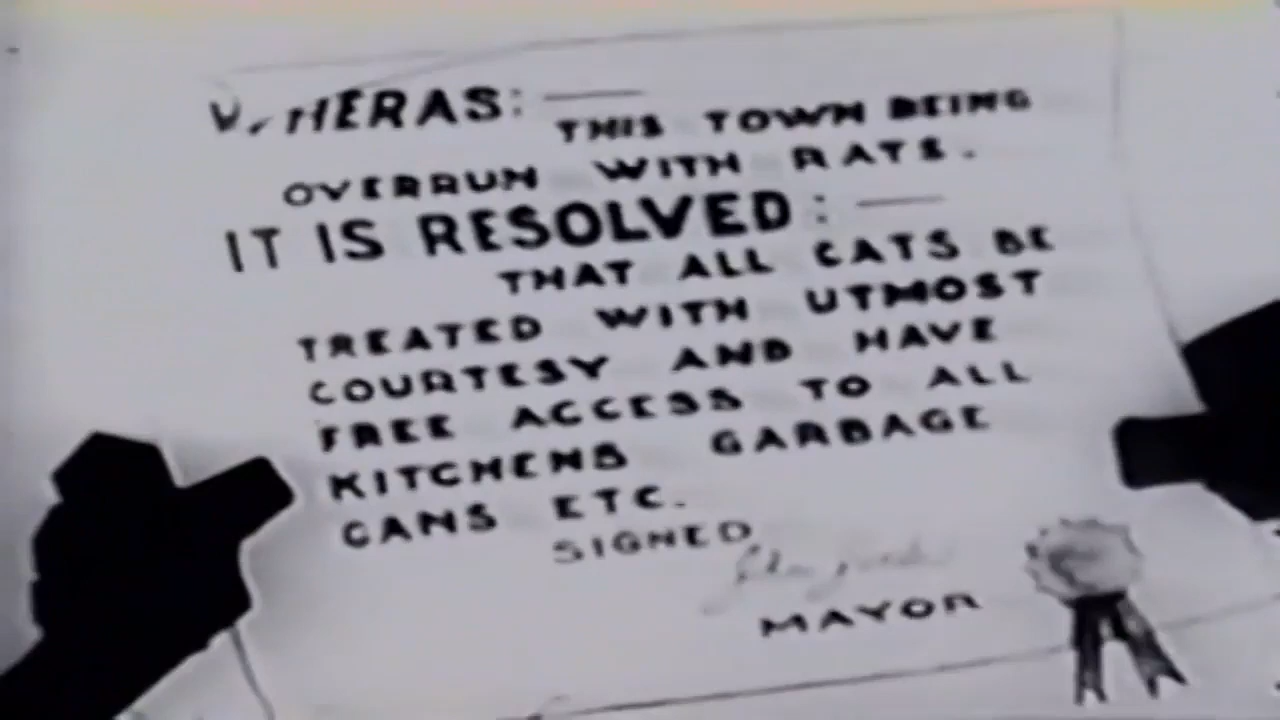 WHERAS: — THIS TOWN BEING
OVERRUN WITH RATS.
IT IS RESOLVED: —
THAT ALL CATS BE
TREATED WITH UTMOST
COURTESY AND HAVE
FREE ACCESS TO ALL
KITCHENS GARBAGE
CANS ETC.
SIGNED
MAYOR